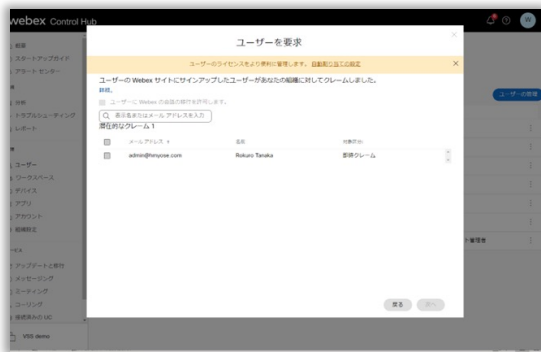 webex Control Hub
W
概要
スタートアップガイド
アラート センター
分析
トラブルシューティング
レポート
ユーザー
ワークスペース
デバイス
アプリ
アカウント
組織設定
アップデートと移行
メッセージング
ミーティング
コーリング
接続済みの UC
VSS demo
ユーザーの管理
ユーザーを要求
ユーザーのライセンスをより便利に管理します。 自動割り当ての設定
ユーザーの Webex サイトにサインアップしたユーザーがあなたの組織に対してクレームしました。
詳細。
ユーザーに Webex の会議の移行を許可します。
表示名またはメール アドレスを入力
潜在的なクレーム 1
メール アドレス
名前
admin@hmyose.com
Rokuro Tanaka
即時クレーム
戻る
次へ